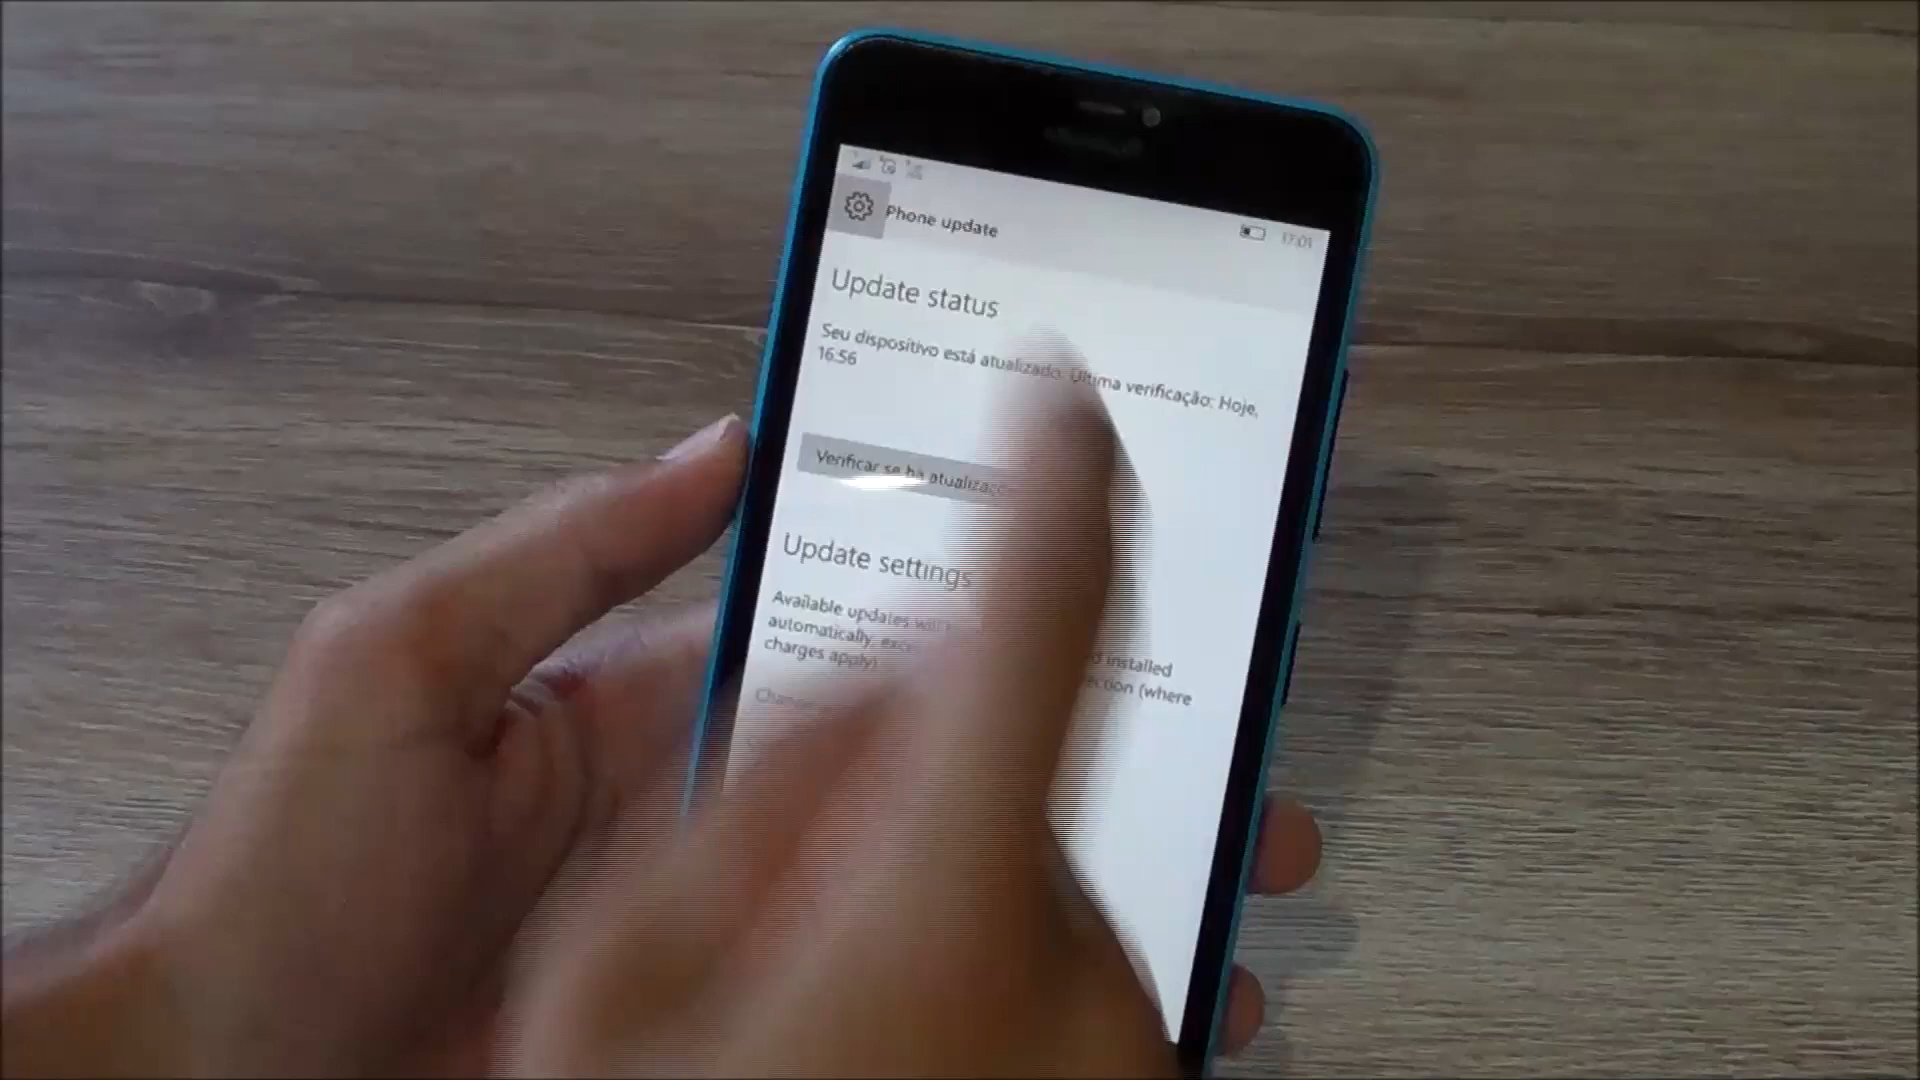 Phone update
17:01
Update status
Seu dispositivo está atualizado. Última verificação: Hoje,
16:56
Verificar se há
Update settings
Available updates will installed
automatically, (where
charges apply)